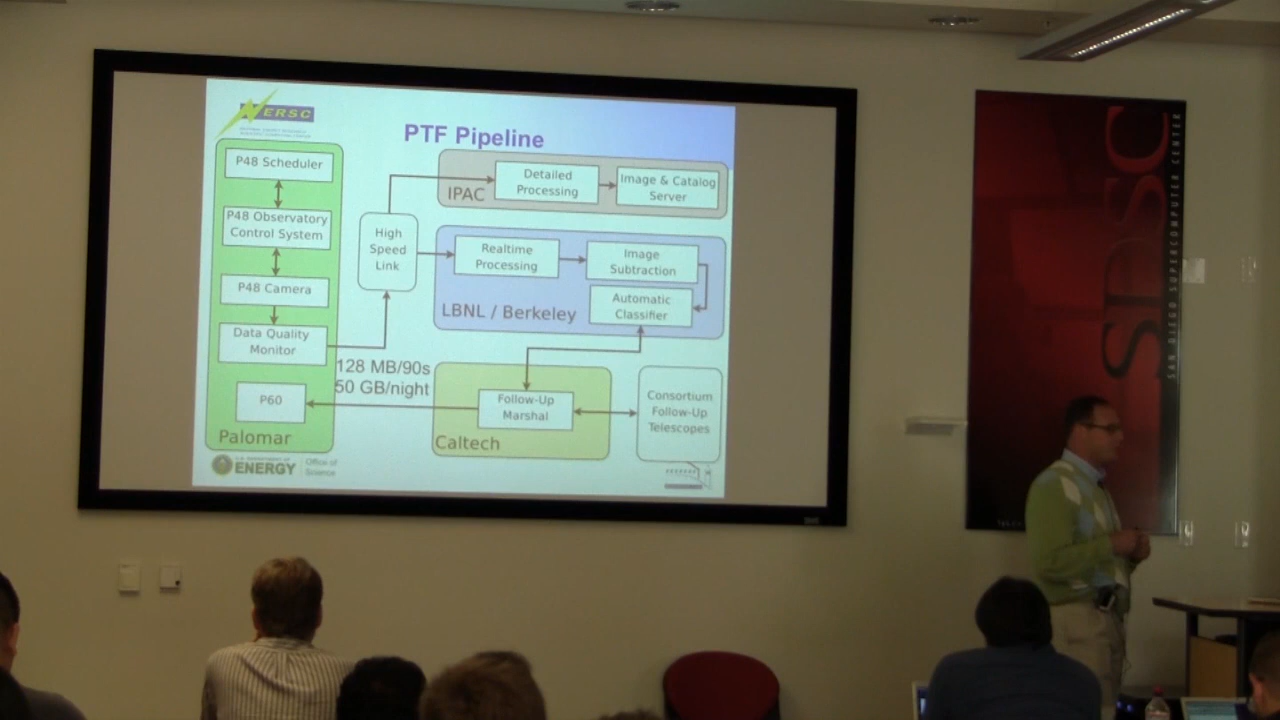 NERSC
PTF Pipeline
P48 Scheduler
P48 Observatory
Control System
P48 Camera
Data Quality
Monitor
P60
Palomar
High
Speed
Link
128 MB/90s
50 GB/night
IPAC
Detailed
Processing
Image & Catalog
Server
Realtime
Processing
Image
Subtraction
Automatic
Classifier
LBNL / Berkeley
Follow-Up
Marshal
Caltech
Consortium
Follow-Up
Telescopes
U.S. DEPARTMENT OF
ENERGY
Office of
Science
SDSC
SAN DIEGO SUPERCOMPUTER CENTER